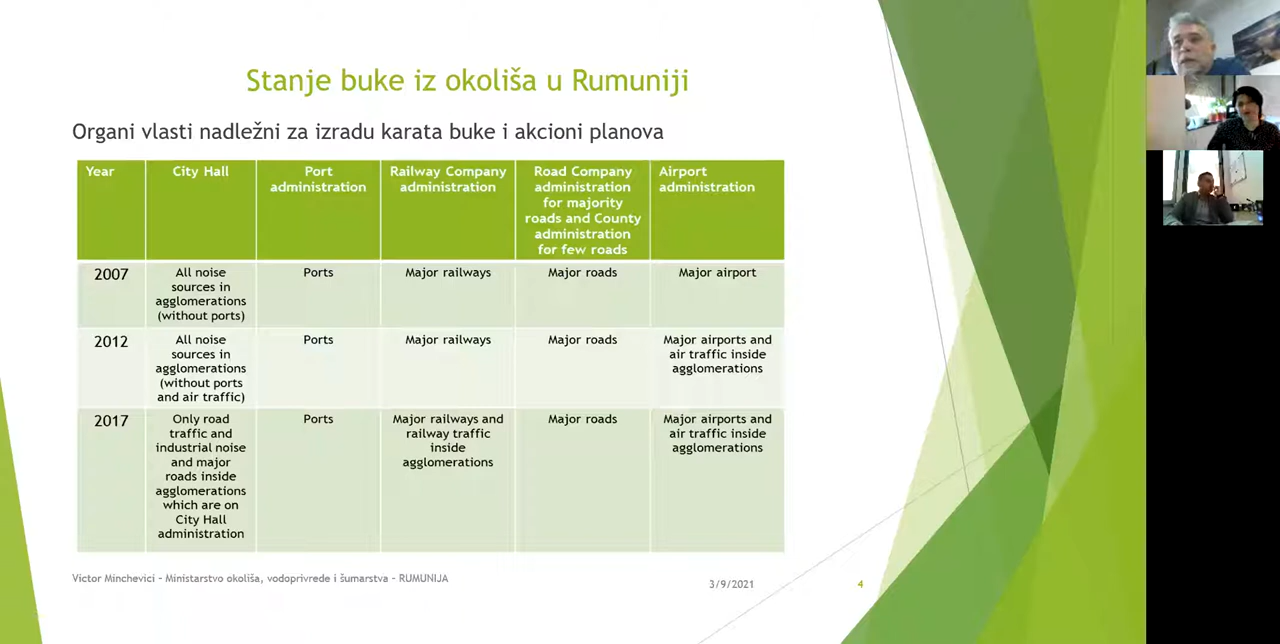 Stanje buke iz okoliša u Rumuniji
Organi vlasti nadležni za izradu karata buke i akcioni planova
Year
City Hall
Port
administration
Railway Company
administration
Road Company
administration
for majority
roads and County
administration
for few roads
Airport
administration
2007
All noise
sources in
agglomerations
(without ports)
Ports
Major railways
Major roads
Major airport
2012
All noise
sources in
agglomerations
(without ports
and air traffic)
Ports
Major railways
Major roads
Major airports and
air traffic inside
agglomerations
2017
Only road
traffic and
industrial noise
and major
roads inside
agglomerations
which are on
City Hall
administration
Ports
Major railways and
railway traffic
inside
agglomerations
Major roads
Major airports and
air traffic inside
agglomerations
Victor Minchevici – Ministarstvo okoliša, vodoprivrede i šumarstva – RUMUNIJA
3/9/2021
4